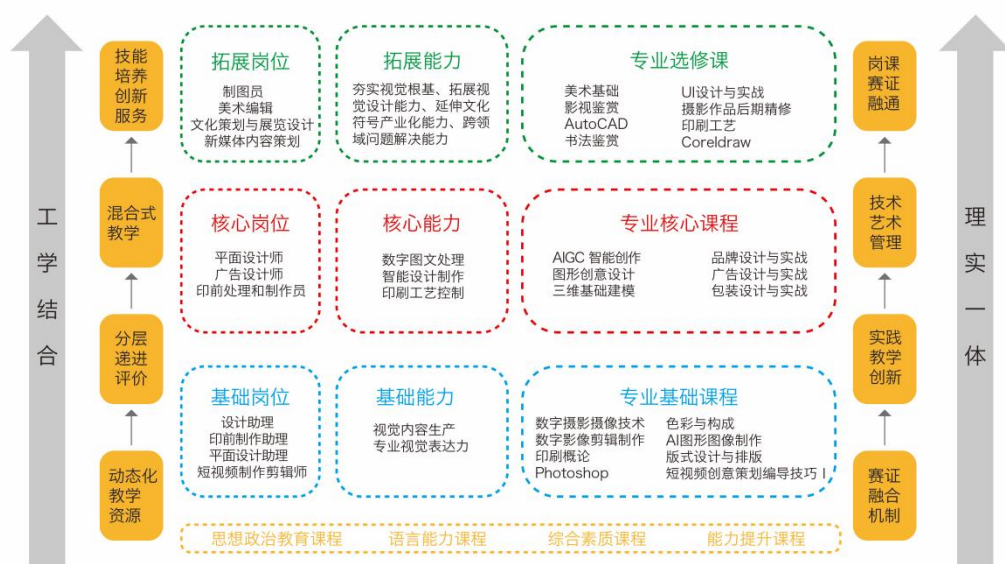 工学结合
技能
培养
创新
服务
混合式
教学
分层
递进
评价
动态化
教学
资源
拓展岗位
制图员
美术编辑
文化策划与展览设计
新媒体内容策划
拓展能力
夯实视觉根基、拓展视
觉设计能力、延伸文化
符号产业化能力、跨领
域问题解决能力
专业选修课
美术基础
影视鉴赏
AutoCAD
书法鉴赏
UI设计与实战
摄影作品后期精修
印刷工艺
Coreldraw
核心岗位
平面设计师
广告设计师
印前处理和制作员
核心能力
数字图文处理
智能设计制作
印刷工艺控制
专业核心课程
AIGC 智能创作
图形创意设计
三维基础建模
品牌设计与实战
广告设计与实战
包装设计与实战
基础岗位
设计助理
印前制作助理
平面设计助理
短视频制作剪辑师
基础能力
视觉内容生产
专业视觉表达力
专业基础课程
数字摄影摄像技术
数字影像剪辑制作
印刷概论
Photoshop
色彩与构成
AI图形图像制作
版式设计与排版
短视频创意策划编导技巧 I
思想政治教育课程
语言能力课程
综合素质课程
能力提升课程
岗课
赛证
融通
技术
艺术
管理
实践
教学
创新
赛证
融合
机制
理实一体